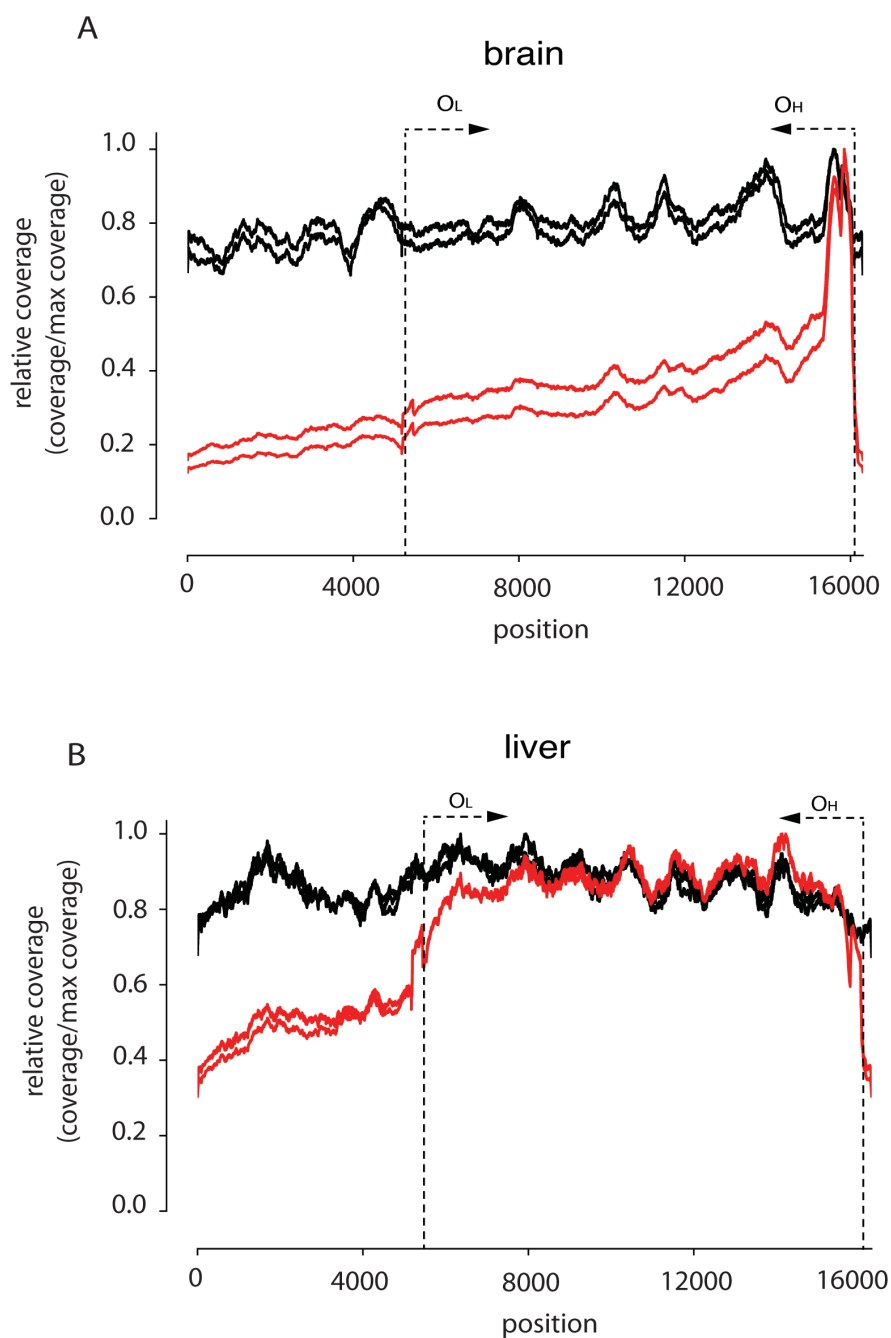 A
brain
OL
OH
1.0
0.8
0.6
0.4
0.2
0.0
relative coverage
(coverage/max coverage)
0
4000
8000
12000
16000
position
B
liver
OL
OH
1.0
0.8
0.6
0.4
0.2
0.0
relative coverage
(coverage/max coverage)
0
4000
8000
12000
16000
position